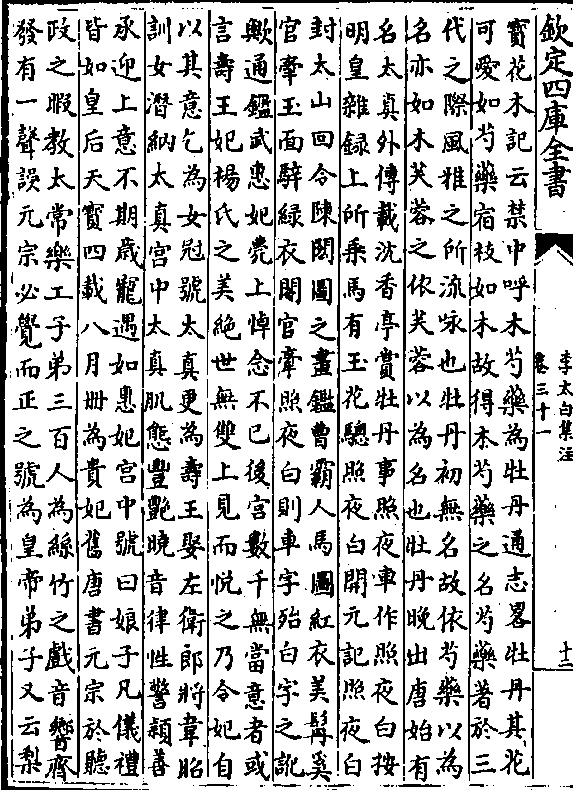 欽定四庫全書
李太白集注
卷三十一
十二
寶花木記云禁中呼木芍藥為牡丹通志畧牡丹其花
可愛如芍藥宿枝如木故得木芍藥之名芍藥著於三
代之際風雅之所流咏也牡丹初無名故依芍藥以為
名亦如木芙蓉之依芙蓉以為名也牡丹晚出唐始有
名太真外傳載沈香亭賞牡丹事照夜車作照夜白按
明皇雜録上所乘馬有玉花驄照夜白開元記照夜白
封太山回令陳閎圖之畫鑑曹霸人馬圖紅衣美髯奚
官牽玉面騂緑衣閹官牽照夜白則車字殆白字之訛
歟通鑑武惠妃薨上悼念不已後宮數千無當意者或
言壽王妃楊氏之美絶世無雙上見而悦之乃令妃自
以其意乞為女冠號太真更為壽王娶左衛郎將韋昭
訓女潛納太真宫中太真肌態豐艷曉音律性警頴善
承迎上意不期歳寵遇如惠妃宫中號曰娘子凡儀禮
皆如皇后天寶四載八月冊為貴妃舊唐書元宗於聽
政之暇教太常樂工子弟三百人為絲竹之戲音響齊
發有一聲誤元宗必覺而正之號為皇帝弟子又云梨